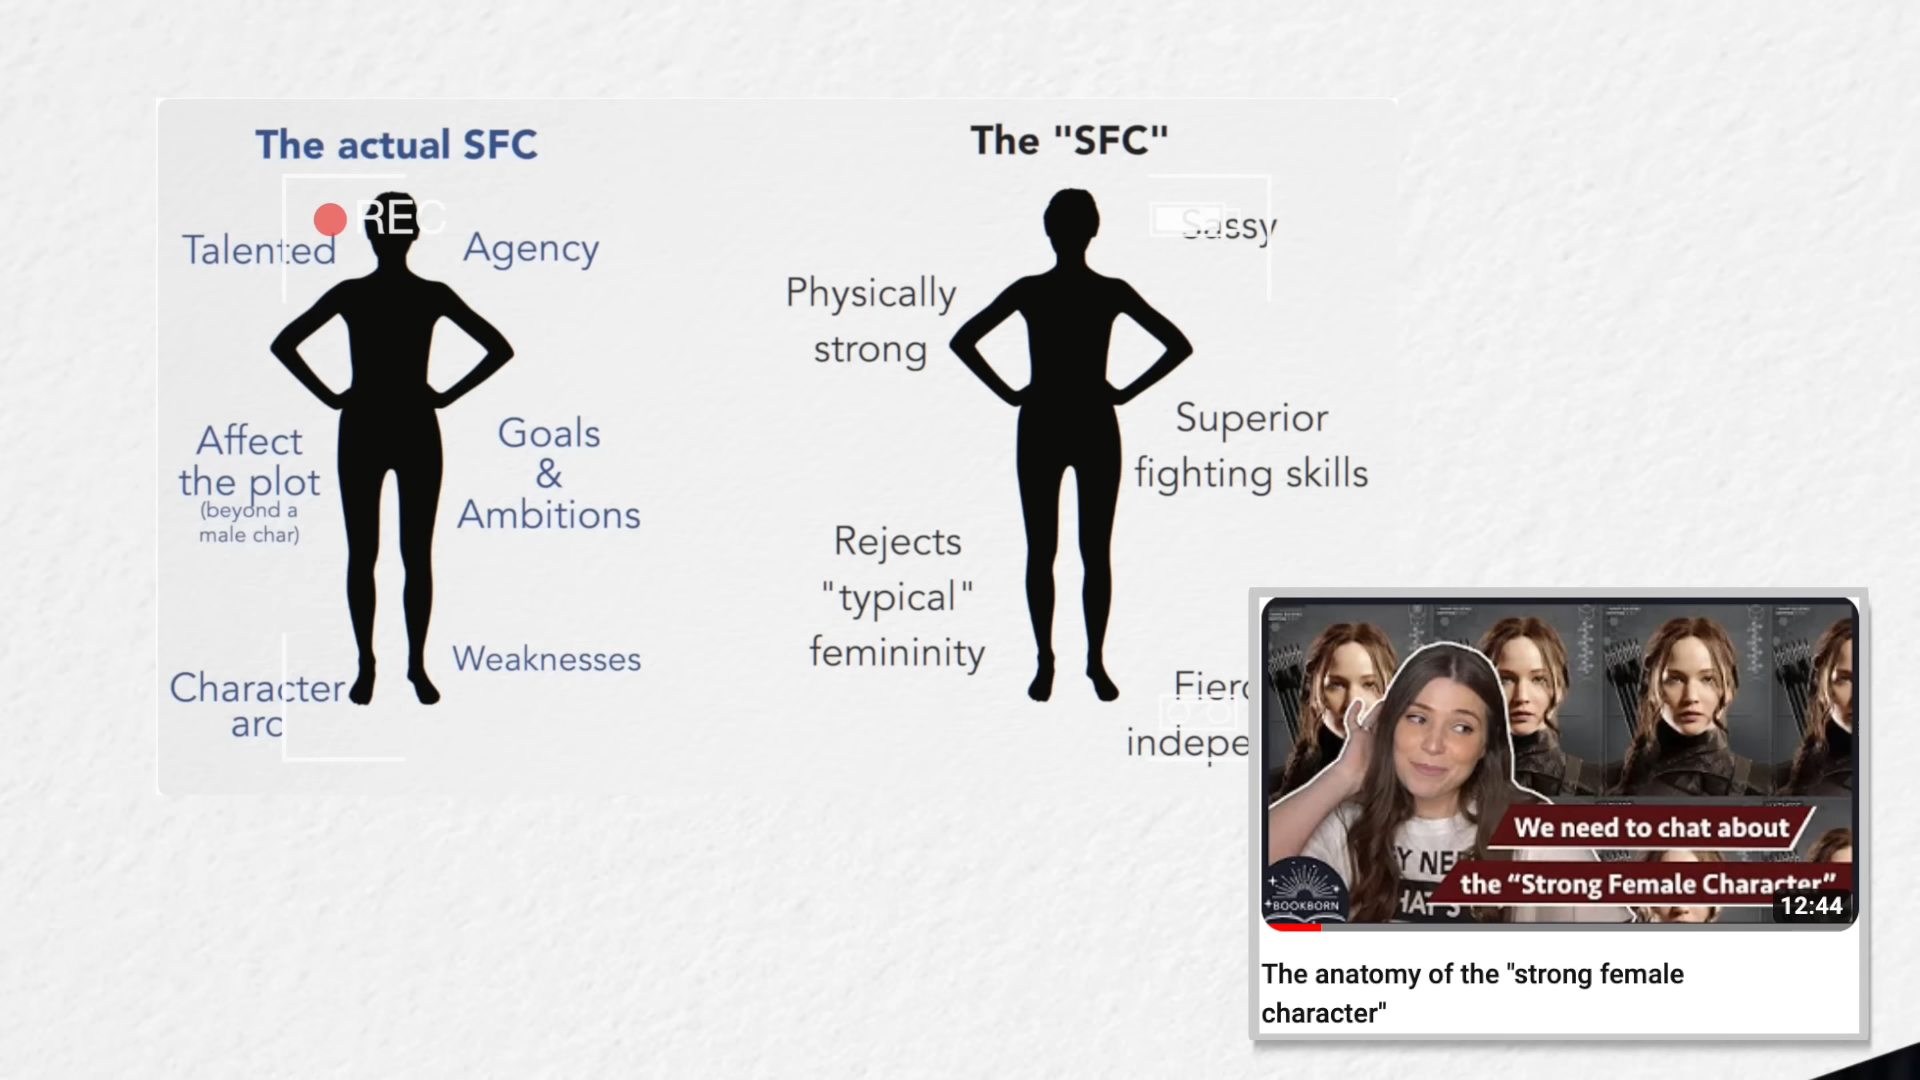 The actual SFC
REC
Talented
Agency
Affect
the plot
(beyond a
male char)
Goals
&
Ambitions
Character
arc
Weaknesses
The "SFC"
Sassy
Physically
strong
Superior
fighting skills
Rejects
"typical"
femininity
We need to chat about
the “Strong Female Character”
BOOKBORN
12:44
The anatomy of the "strong female
character"